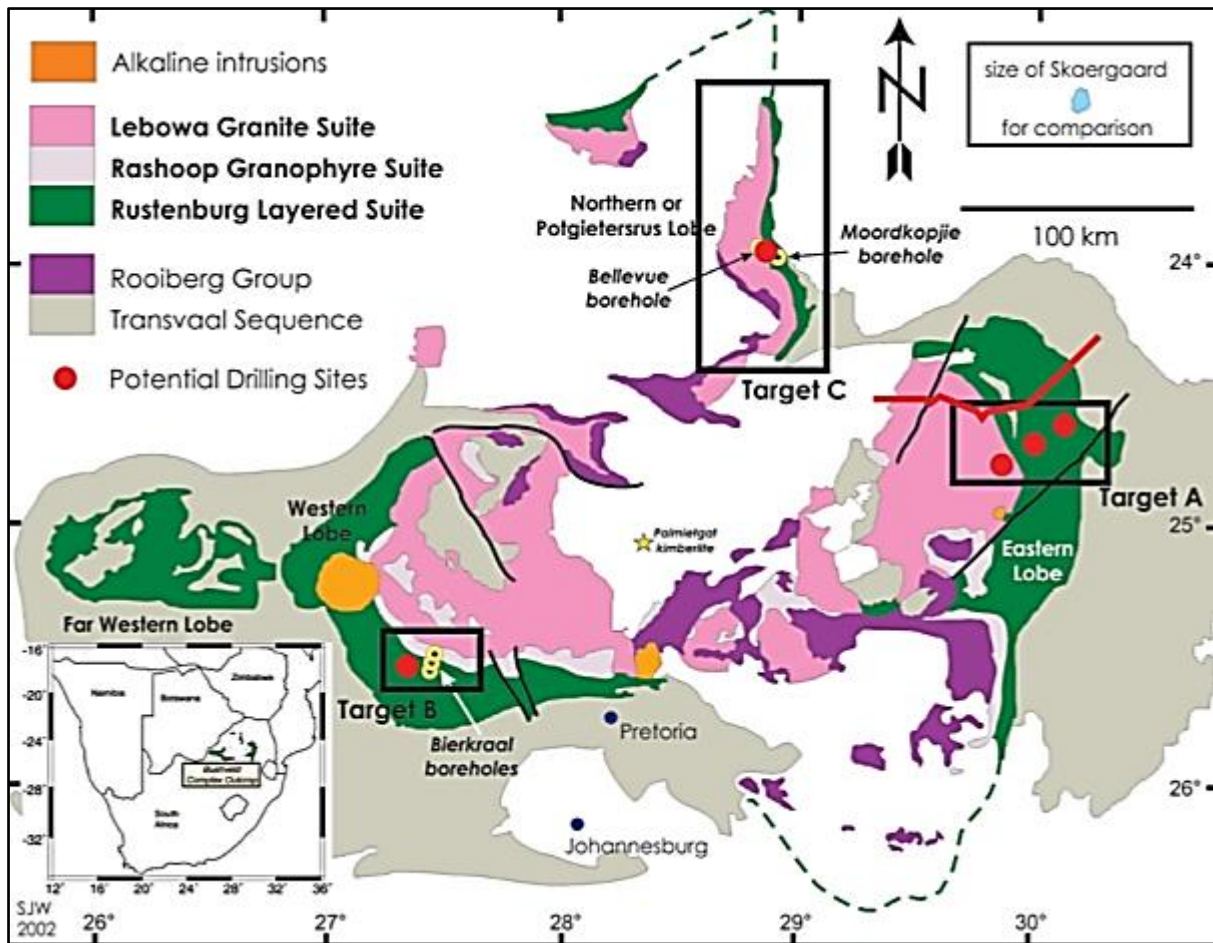 Alkaline intrusions
Lebowa Granite Suite
Rashoop Granophyre Suite
Rustenburg Layered Suite
Rooiberg Group
Transvaal Sequence
Potential Drilling Sites
N
size of Skaergaard
for comparison
100 km
Northern or
Potgietersrus Lobe
Moordkopjie
borehole
Bellevue
borehole
Target C
24°
Target A
25°
Western
Lobe
Palmietgat
kimberlite
Eastern
Lobe
Far Western Lobe
Target B
Bierkraal
boreholes
Pretoria
Johannesburg
26°
-16°
-20°
-24°
-28°
-32°
Namibia
Botswana
Zimbabwe
Bushveld
Complex Outcrop
South
Africa
12°
16°
20°
24°
28°
32°
36°
SJW
2002
26°
27°
28°
29°
30°